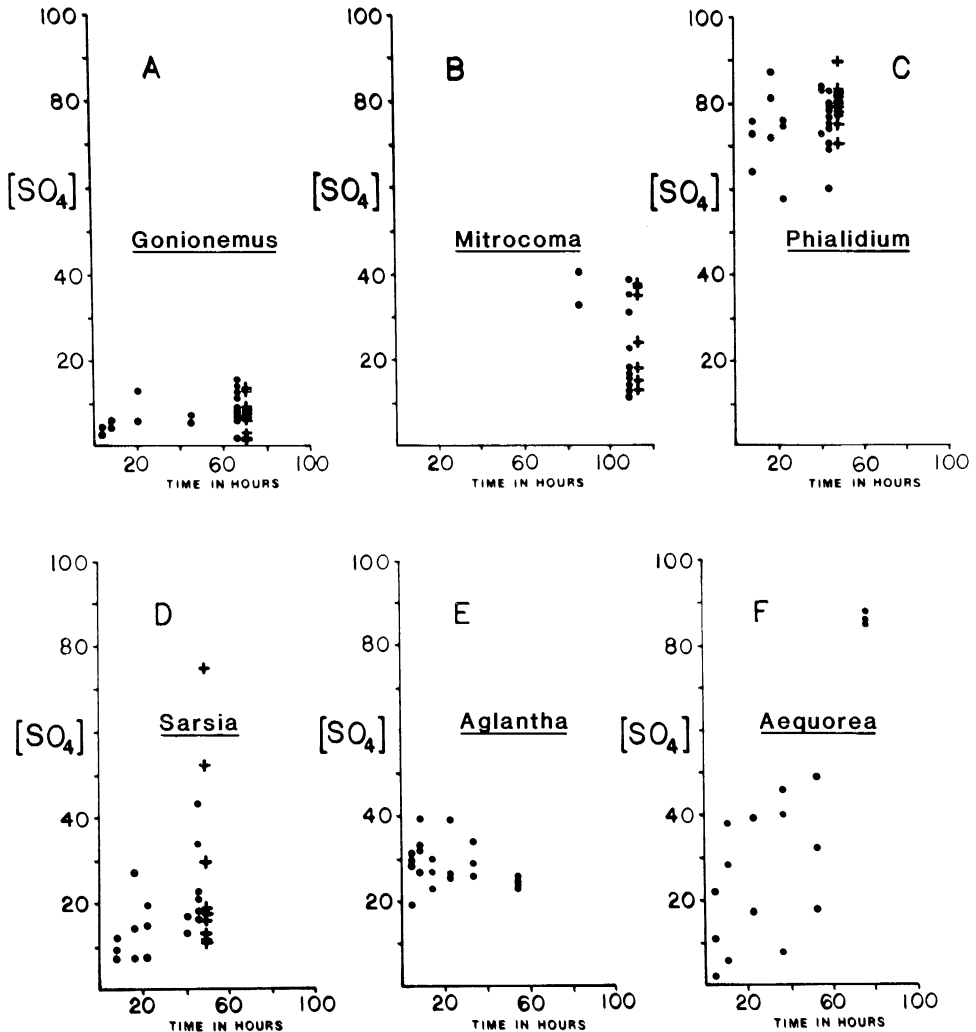 100
80
40
20
[SO₄]
A
Gonionemus
20
60
100
TIME IN HOURS
100
80
40
20
[SO₄]
B
Mitrocoma
20
60
100
TIME IN HOURS
100
80
40
20
[SO₄]
C
Phialidium
20
60
100
TIME IN HOURS
100
80
40
20
[SO₄]
D
Sarsia
20
60
100
TIME IN HOURS
100
80
40
20
[SO₄]
E
Aglantha
20
60
100
TIME IN HOURS
100
80
40
20
[SO₄]
F
Aequorea
20
60
100
TIME IN HOURS